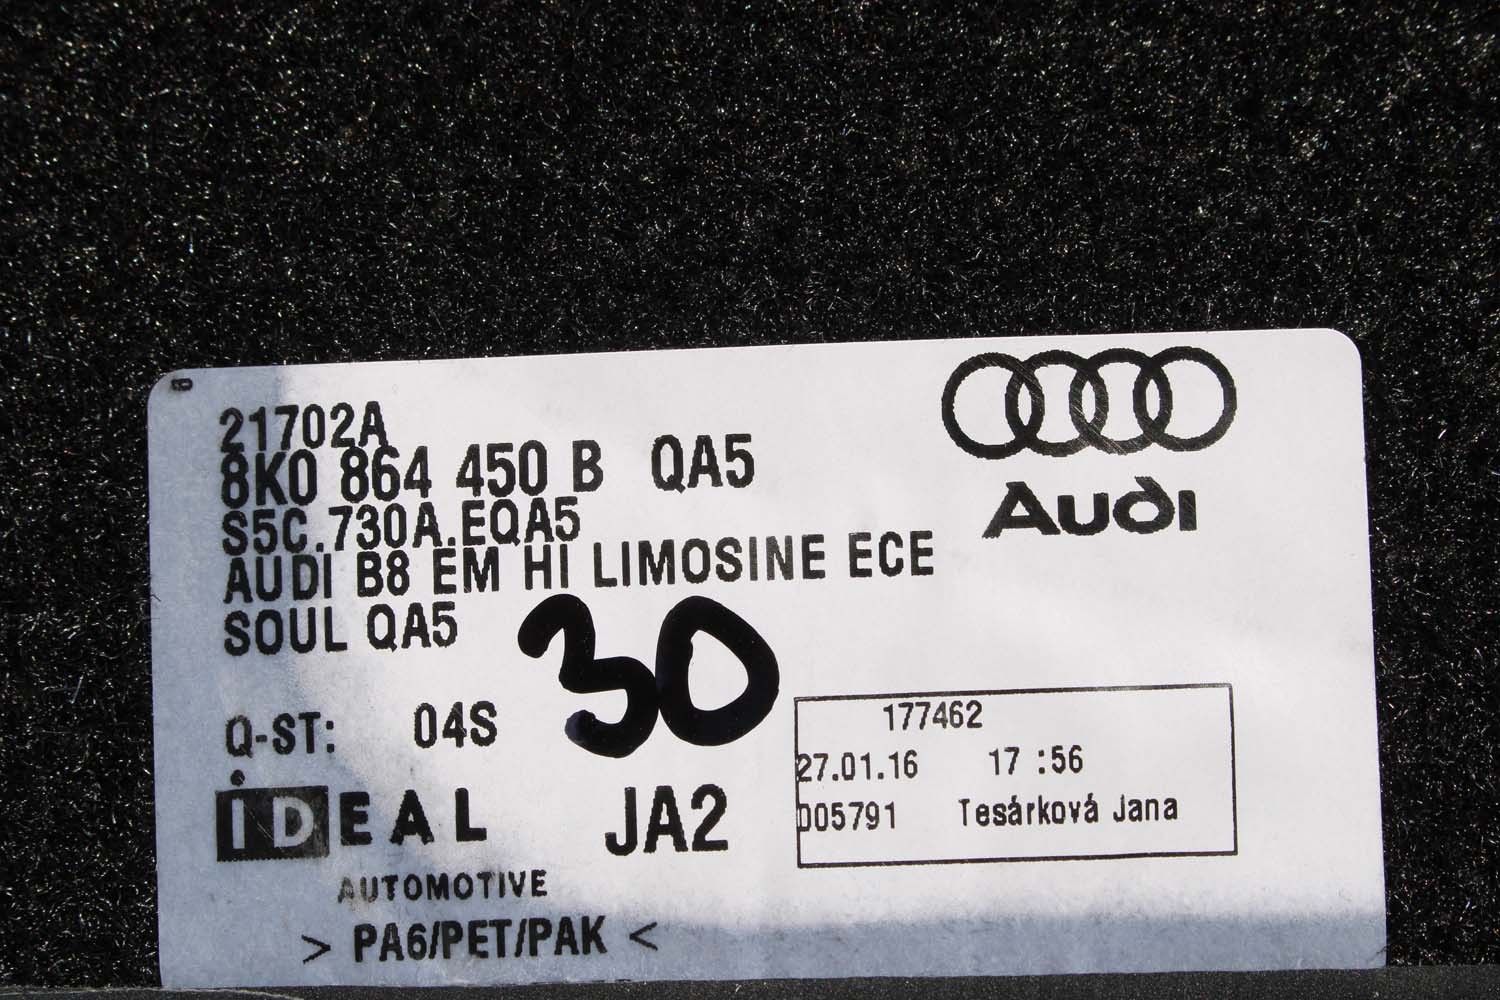 21702A
8K0 864 450 B QA5
S5C.730A.EQA5
AUDI B8 EM HI LIMOSINE ECE
SOUL QA5
Audi
30
Q-ST: 04S
iDEAL
AUTOMOTIVE
JA2
177462
27.01.16 17 :56
005791 Tesárková Jana
> PA6/PET/PAK <